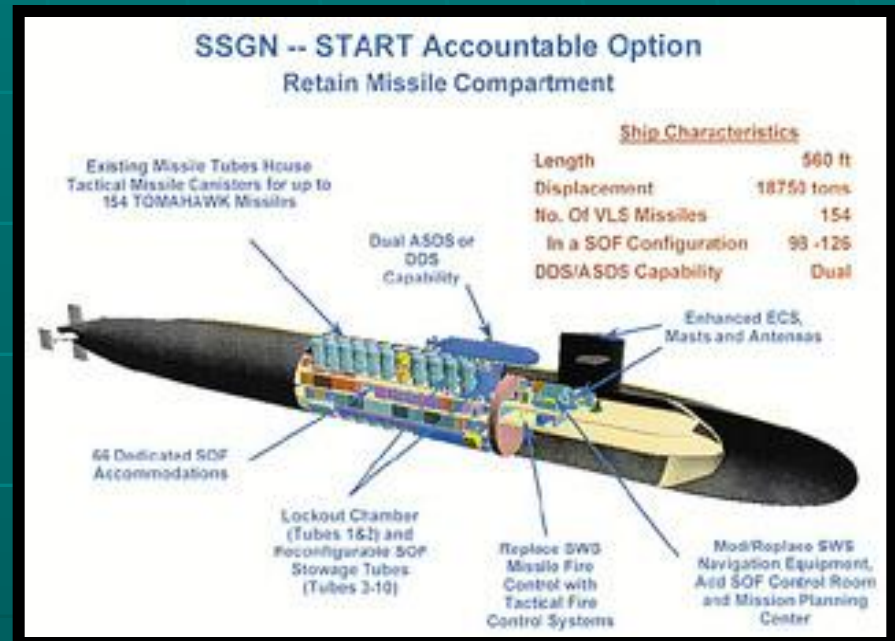 SSGN -- START Accountable Option
Retain Missile Compartment
Ship Characteristics
Length 560 ft
Displacement 18750 tons
No. Of VLS Missiles 154
In a SOF Configuration 98 -126
DDS/ASDS Capability Dual
Existing Missile Tubes House
Tactical Missile Canisters for up to
154 TOMAHAWK Missiles
Dual ASDS or
DDS
Capability
Enhanced ECS,
Masts and Antenas
66 Dedicated SOF
Accommodations
Lockout Chamber
(Tubes 1&2) and
Reconfigurable SOF
Stowage Tubes
(Tubes 3-10)
Replace SWS
Missile Fire
Control with
Tactical Fire
Control Systems
Mod/Replace SWS
Navigation Equipment,
Add SOF Control Room
and Mission Planning
Center